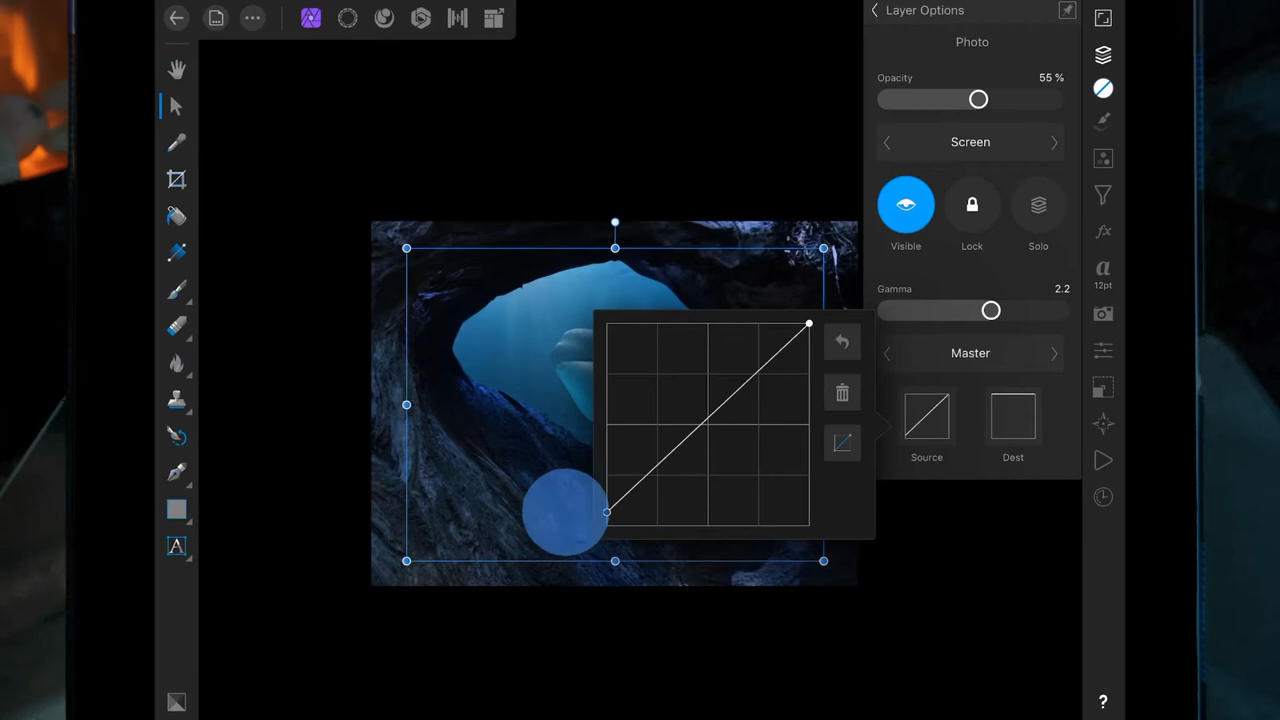 Layer Options
Photo
Opacity
55 %
Screen
Visible
Lock
Solo
Gamma
2.2
Master
Source
Dest
a
12pt
fx
A
?